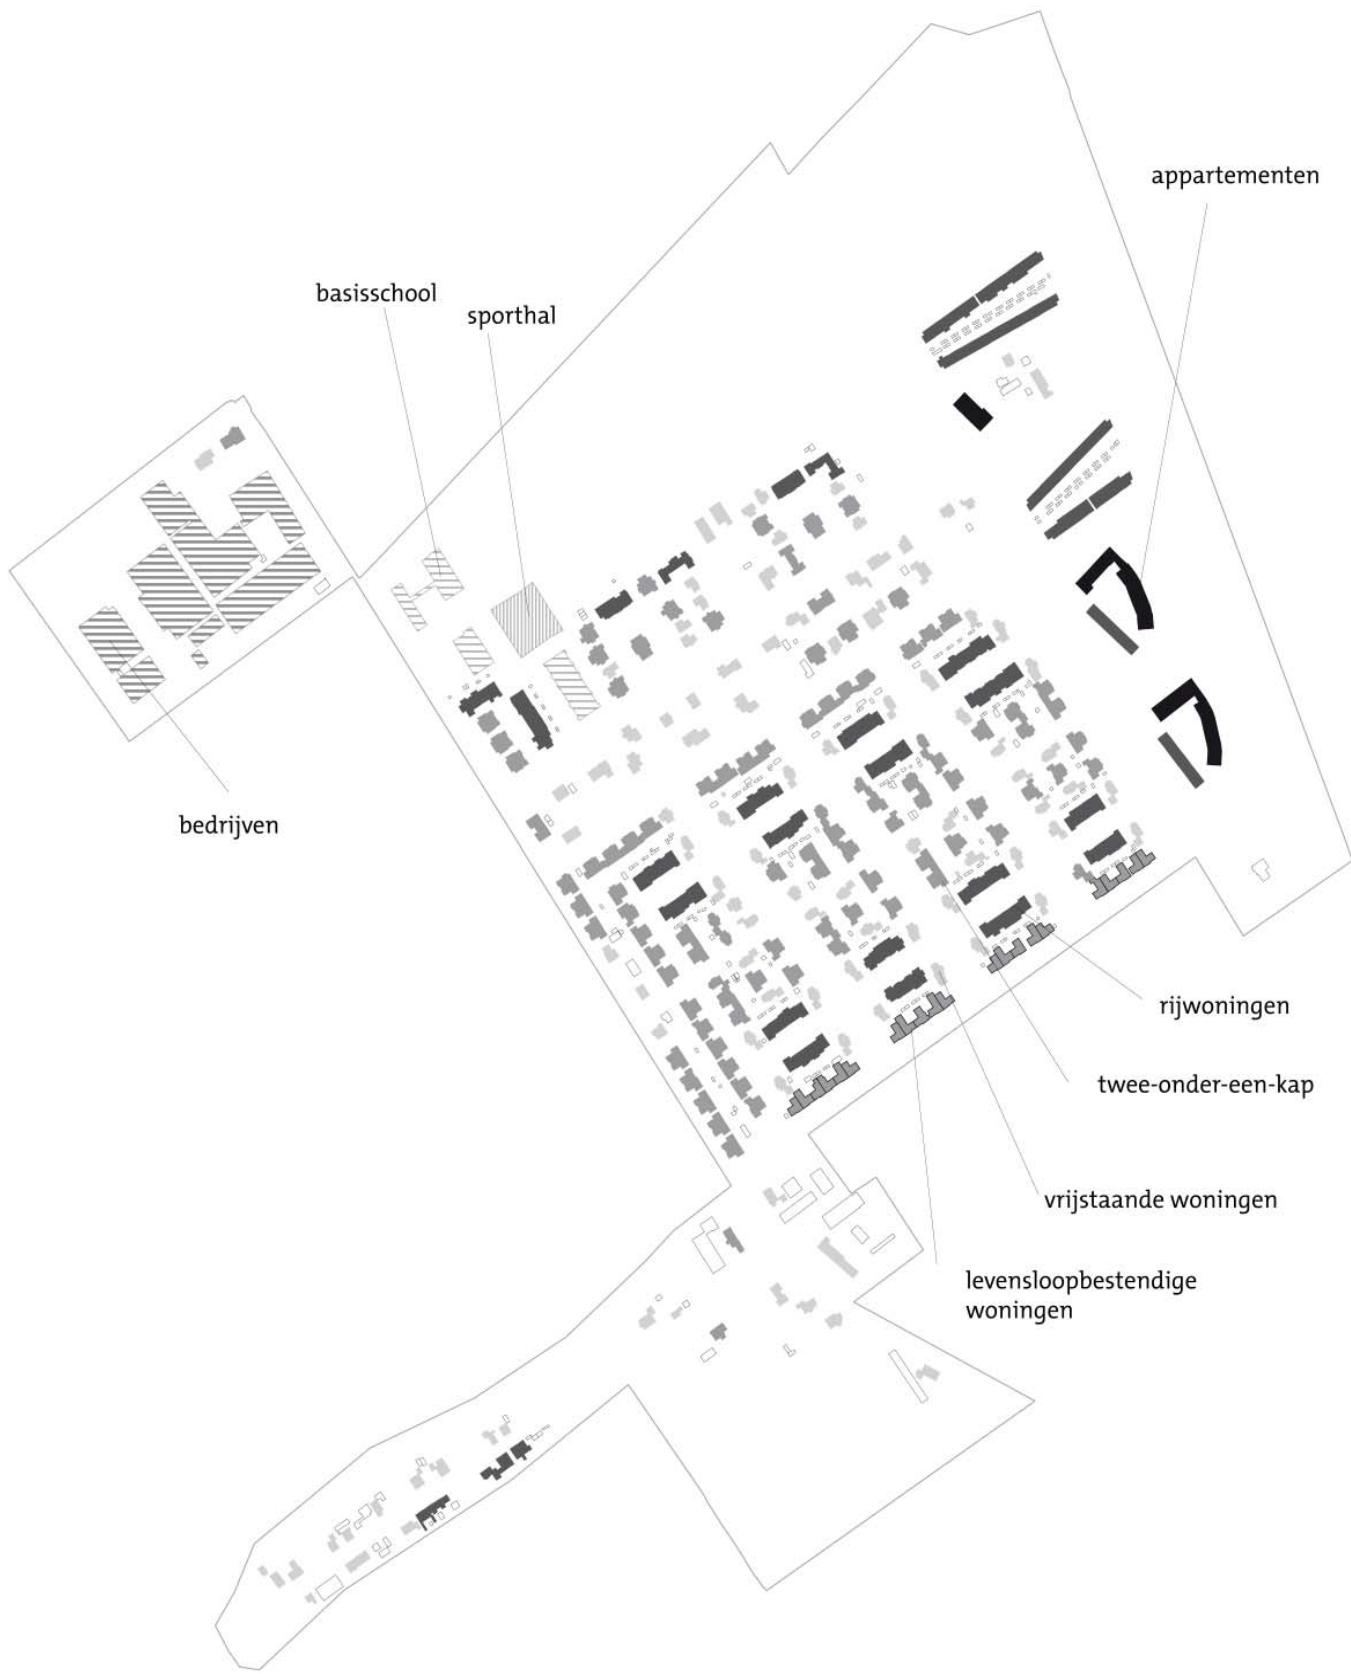 appartementen
basisschool
sporthal
bedrijven
rijwoningen
twee-onder-een-kap
vrijstaande woningen
levensloopbestendige
woningen